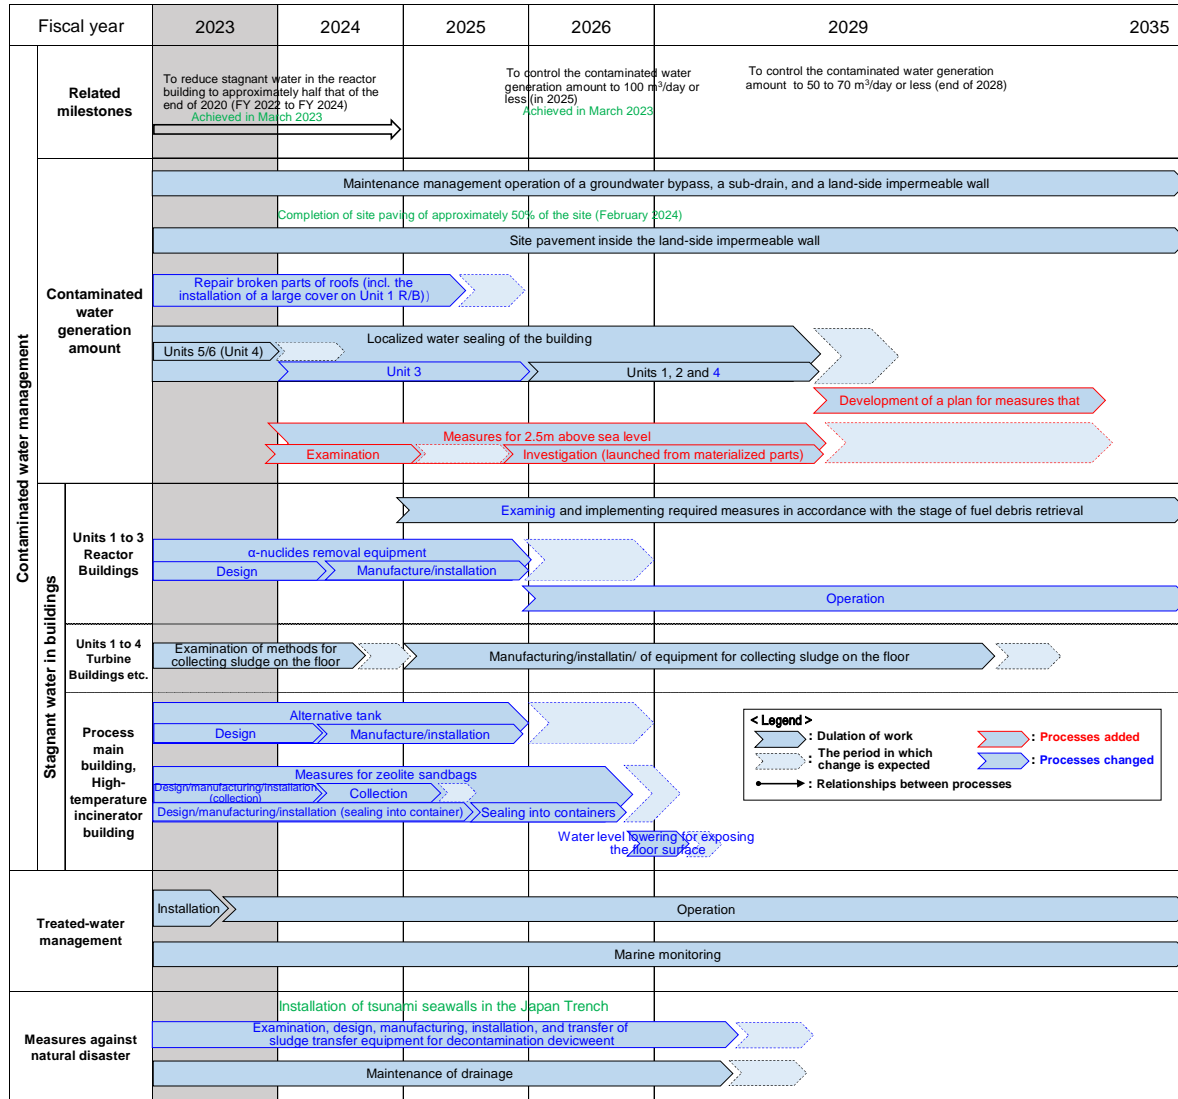 Fiscal year
2023
2024
2025
2026
2029
2035
Contaminated water management
Related
milestones
To reduce stagnant water in the reactor
building to approximately half that of the
end of 2020 (FY 2022 to FY 2024)
Achieved in March 2023
To control the contaminated water
generation amount to 100 m³/day or
less (in 2025)
Achieved in March 2023
To control the contaminated water generation
amount to 50 to 70 m³/day or less (end of 2028)
Contaminated
water
generation
amount
Maintenance management operation of a groundwater bypass, a sub-drain, and a land-side impermeable wall
Completion of site paving of approximately 50% of the site (February 2024)
Site pavement inside the land-side impermeable wall
Repair broken parts of roofs (incl. the
installation of a large cover on Unit 1 R/B))
Localized water sealing of the building
Units 5/6 (Unit 4)
Unit 3
Units 1, 2 and 4
Development of a plan for measures that
Measures for 2.5m above sea level
Examination
Investigation (launched from materialized parts)
Stagnant water in buildings
Units 1 to 3
Reactor
Buildings
Examinig and implementing required measures in accordance with the stage of fuel debris retrieval
α-nuclides removal equipment
Design
Manufacture/installation
Operation
Units 1 to 4
Turbine
Buildings etc.
Examination of methods for
collecting sludge on the floor
Manufacturing/installatin/ of equipment for collecting sludge on the floor
Process
main
building,
High-
temperature
incinerator
building
Alternative tank
Design
Manufacture/installation
Measures for zeolite sandbags
Design/manufacturing/installation
(collection)
Collection
Design/manufacturing/installation (sealing into container)
Sealing into containers
Water level lowering for exposing
the floor surface
< Legend >
: Dulation of work
: The period in which
change is expected
: Relationships between processes
: Processes added
: Processes changed
Treated-water
management
Installation
Operation
Marine monitoring
Measures against
natural disaster
Installation of tsunami seawalls in the Japan Trench
Examination, design, manufacturing, installation, and transfer of
sludge transfer equipment for decontamination devicweent
Maintenance of drainage